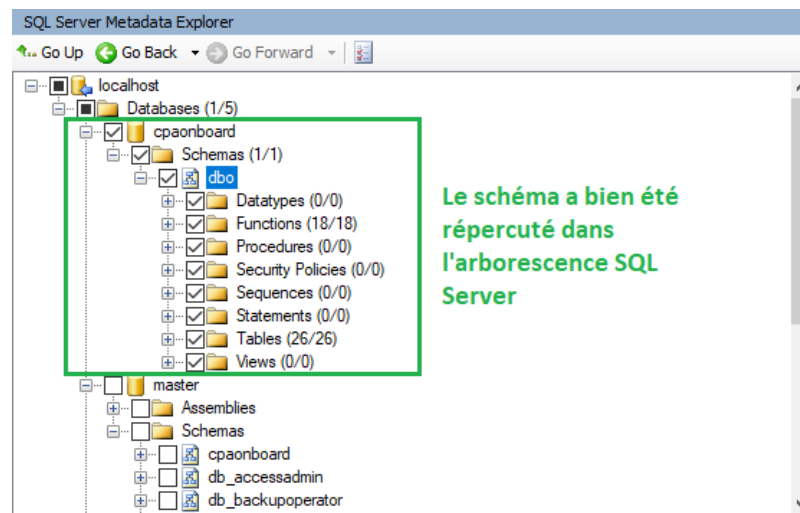 SQL Server Metadata Explorer
Go Up Go Back Go Forward
localhost
Databases (1/5)
cpaonboard
Schemas (1/1)
dbo
Datatypes (0/0)
Functions (18/18)
Procedures (0/0)
Security Policies (0/0)
Sequences (0/0)
Statements (0/0)
Tables (26/26)
Views (0/0)
master
Assemblies
Schemas
cpaonboard
db_accessadmin
db_backupoperator
Le schéma a bien été
répercuté dans
l'arborescence SQL
Server